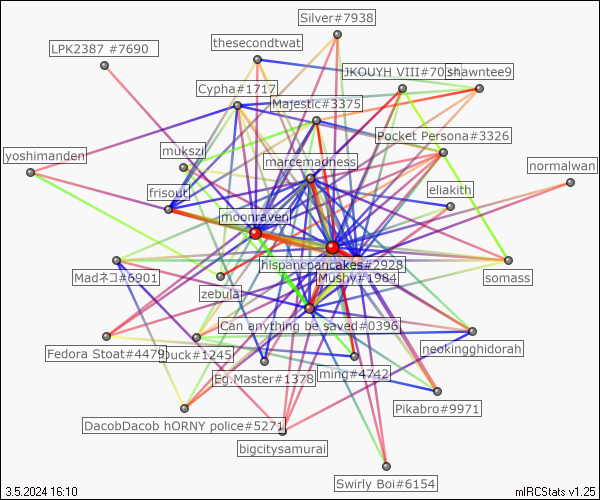 Silver#7938
LPK2387 #7690
thesecondtwat
JKOUYH VIII#70
shawntee9
Cypha#1717
Majestic#3375
Pocket Persona#3326
yoshimanden
mukszi
marcemadness
normalwan
frisout
eliakith
moonraven
hispancpancakes#2928
Madネコ#6901
Mushy#1984
somass
zebula
Can anything be saved#0396
neokingghidorah
Fedora Stoat#4479
Duck#1245
Eg.Master#1378
ming#4742
Pikabro#9971
DacobDacob hORNY police#5271
bigcitysamurai
Swirly Boi#6154
3.5.2024 16:10
mIRCStats v1.25